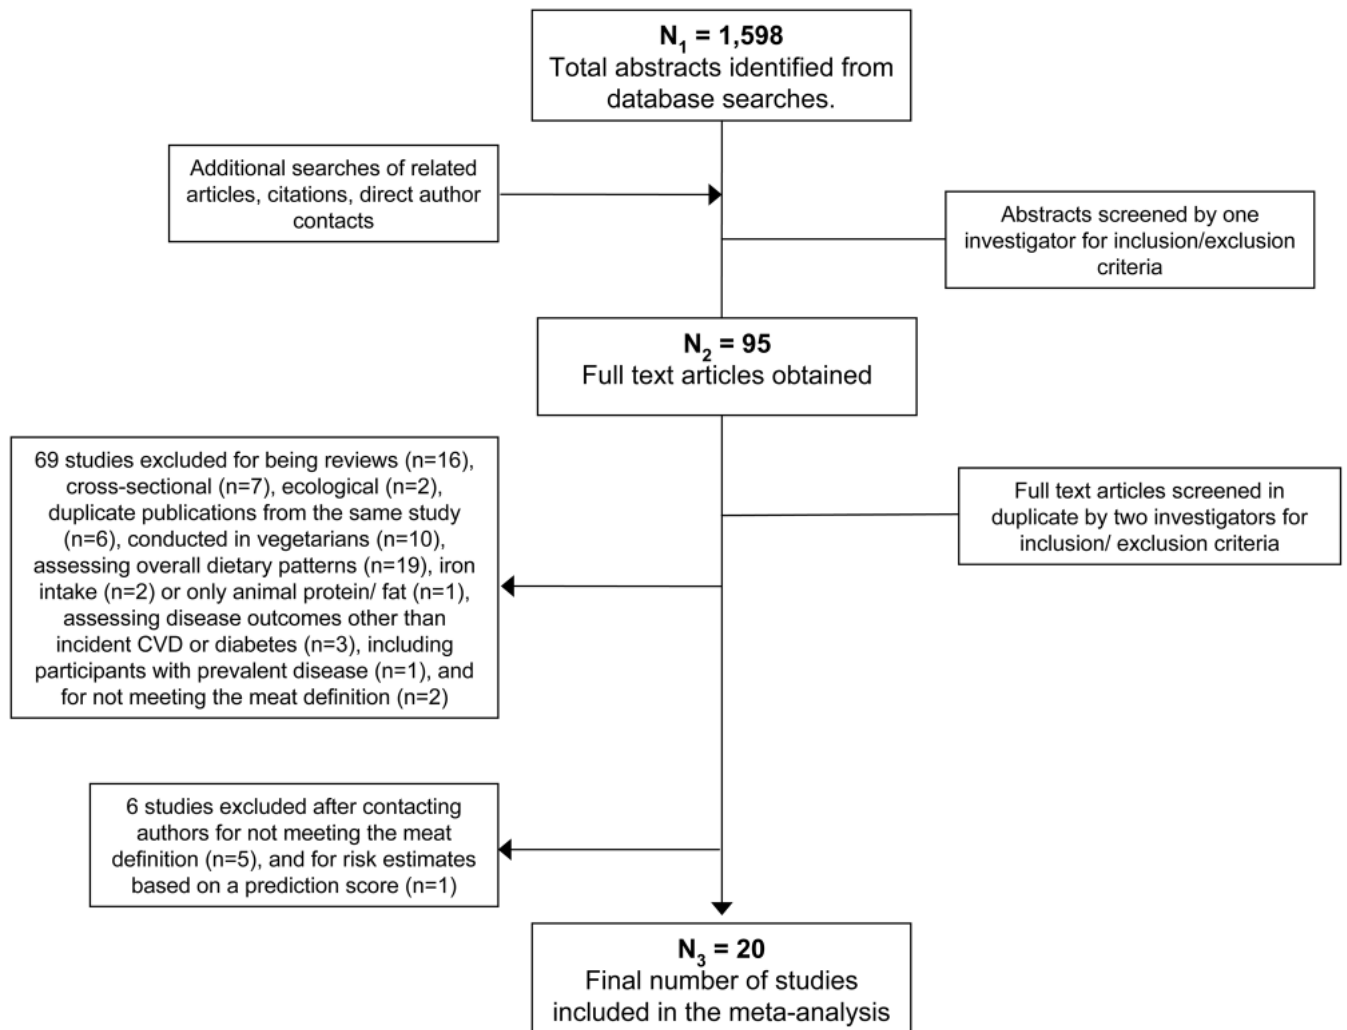 N1 = 1,598
Total abstracts identified from
database searches.
Additional searches of related
articles, citations, direct author
contacts
Abstracts screened by one
investigator for inclusion/exclusion
criteria
N2 = 95
Full text articles obtained
69 studies excluded for being reviews (n=16),
cross-sectional (n=7), ecological (n=2),
duplicate publications from the same study
(n=6), conducted in vegetarians (n=10),
assessing overall dietary patterns (n=19), iron
intake (n=2) or only animal protein/ fat (n=1),
assessing disease outcomes other than
incident CVD or diabetes (n=3), including
participants with prevalent disease (n=1), and
for not meeting the meat definition (n=2)
Full text articles screened in
duplicate by two investigators for
inclusion/ exclusion criteria
6 studies excluded after contacting
authors for not meeting the meat
definition (n=5), and for risk estimates
based on a prediction score (n=1)
N3 = 20
Final number of studies
included in the meta-analysis